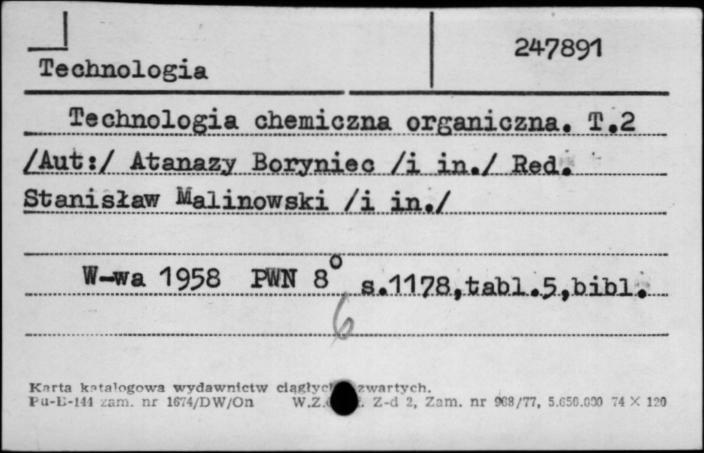 247891
Technologia
Technologia chemiczna organiczna. T.2
/Aut:/ Atanazy Boryniec /i in./ Red.
Stanisław Malinowski /i in./
W-wa 1958 PWN 8° s.1178,tabl.5,bibl.
6
Karta katalogowa wydawnictw zwartych.
Pu-B-144 zam. nr 1674/DW/On Z-d 2, Zam. nr 968/77, 5.650.000 74 × 120